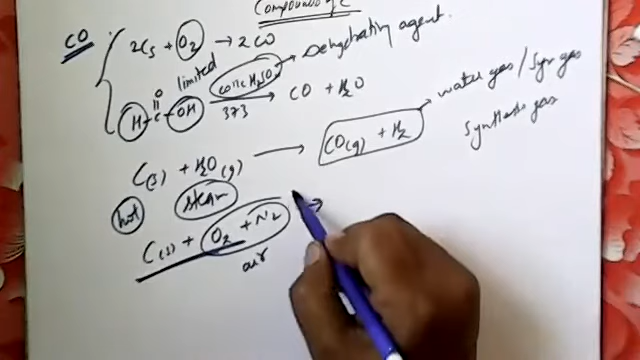 Compounds of C
CO
2Cs + O2 → 2CO
limited
O
H-C-OH conc H2SO4 → Dehydrating agent.
373 CO + H2O
C(s) + H2O(g) → CO(g) + H2 → water gas / Syn gas
Synthesis gas
hot steam
C(s) + O2 + N2 →
air